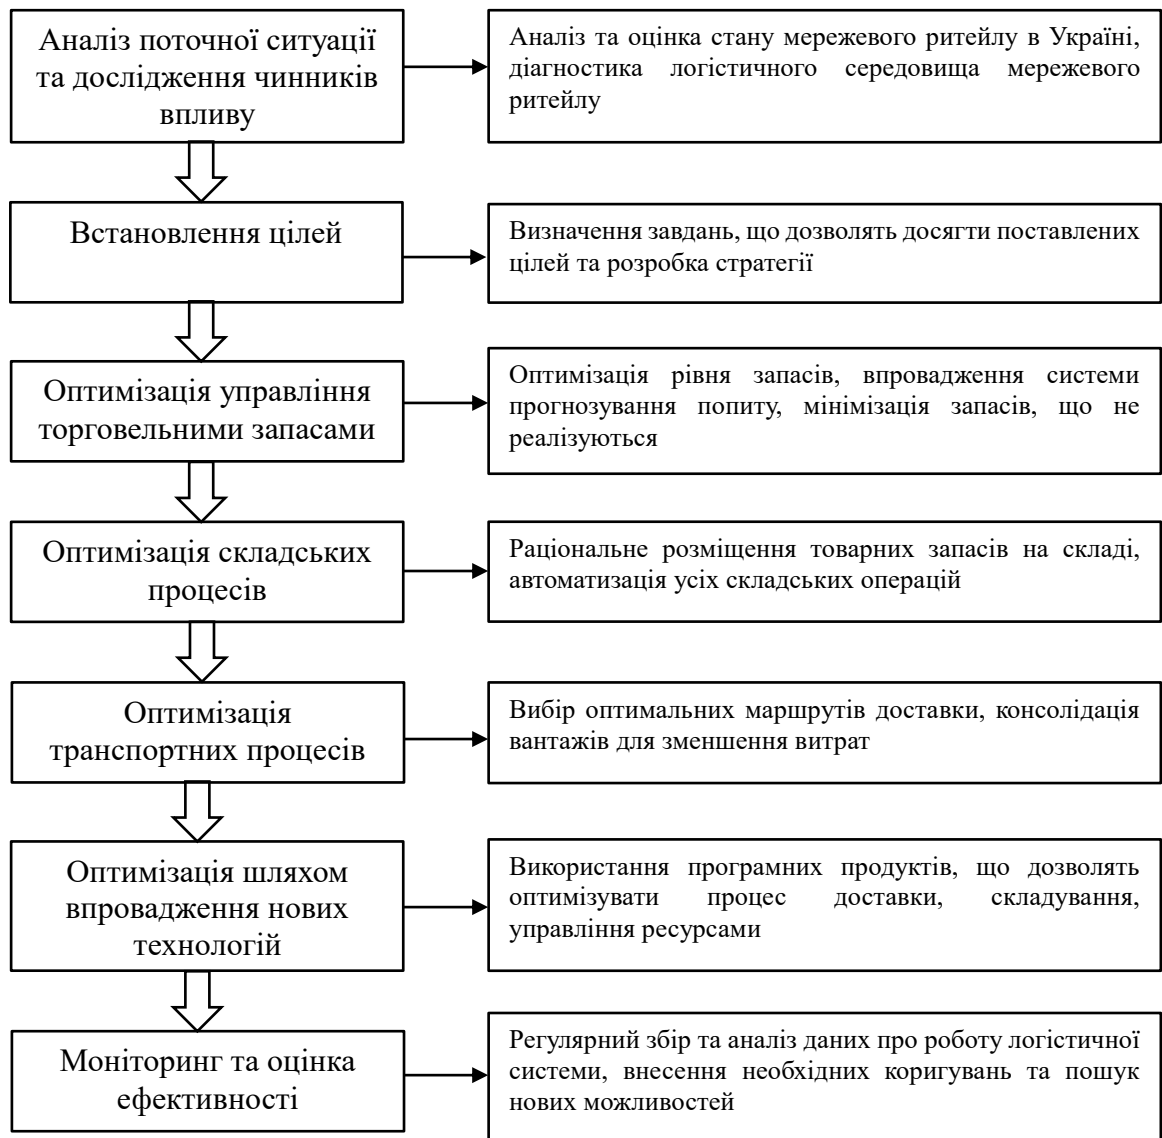 Аналіз поточної ситуації
та дослідження чинників
впливу
Аналіз та оцінка стану мережевого ритейлу в Україні,
діагностика логістичного середовища мережевого
ритейлу
Встановлення цілей
Визначення завдань, що дозволять досягти поставлених
цілей та розробка стратегії
Оптимізація управління
торговельними запасами
Оптимізація рівня запасів, впровадження системи
прогнозування попиту, мінімізація запасів, що не
реалізуються
Оптимізація складських
процесів
Раціональне розміщення товарних запасів на складі,
автоматизація усіх складських операцій
Оптимізація
транспортних процесів
Вибір оптимальних маршрутів доставки, консолідація
вантажів для зменшення витрат
Оптимізація шляхом
впровадження нових
технологій
Використання програмних продуктів, що дозволять
оптимізувати процес доставки, складування,
управління ресурсами
Моніторинг та оцінка
ефективності
Регулярний збір та аналіз даних про роботу логістичної
системи, внесення необхідних коригувань та пошук
нових можливостей